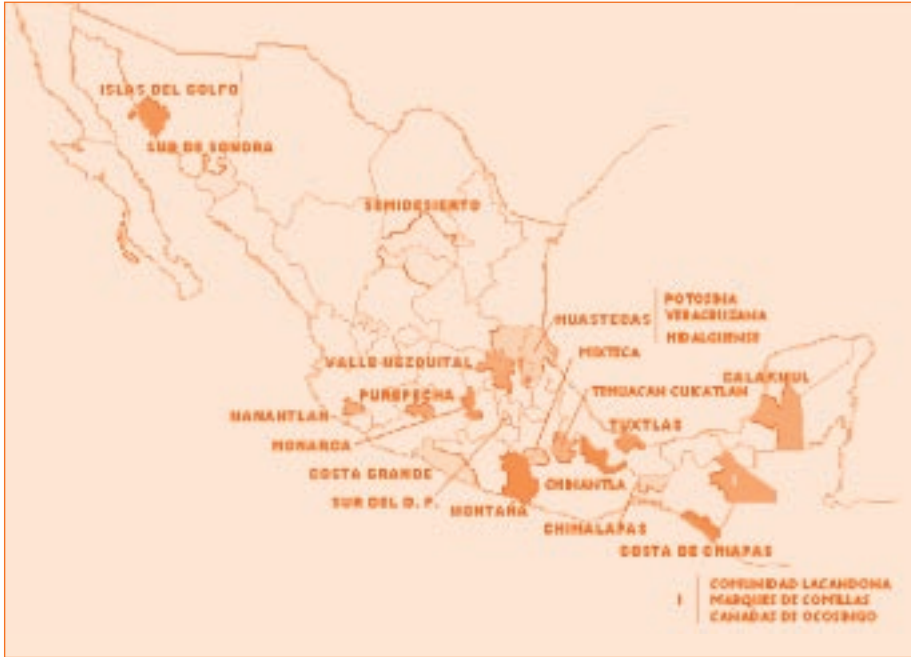 ISLAS DEL GOLFO
SUR DE SONORA
SEMIDESIERTO
HUASTECAS
POTOSINA
VERACRUZANA
HIDALGUENSE
MIXTECA
VALLE MEZQUITAL
CALAKMUL
PUREPECHA
TEHUACAN CUICATLAN
MANANTLAN
TUXTLAS
MONARCA
COSTA GRANDE
CHINANTLA
SUR DEL D. F.
MONTAÑA
CHIMALAPAS
COSTA DE CHIAPAS
1
COMUNIDAD LACANDONA
1 MARQUES DE COMILLAS
CAÑADAS DE OCOSINGO